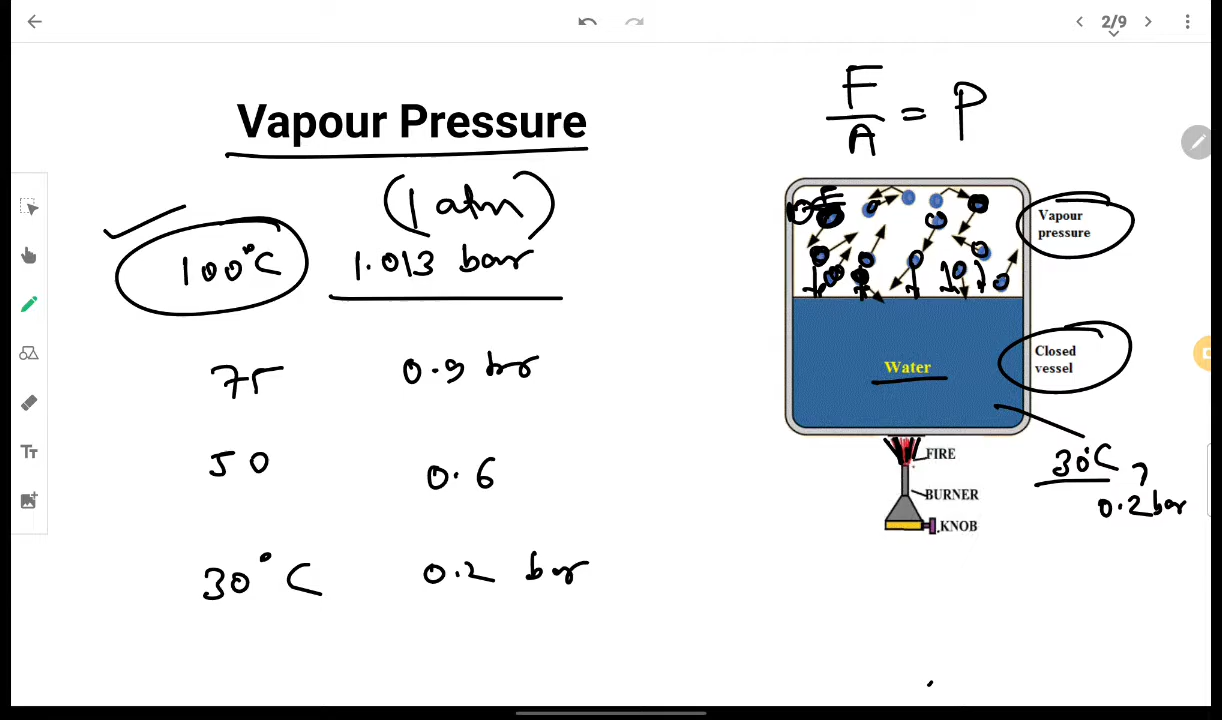 2/9
F/A = P
Vapour Pressure
(1 atm)
100°C 1.013 bar
75 0.9 bar
50 0.6
30°C 0.2 bar
Vapour
pressure
Closed
vessel
Water
30°C,
0.2 bar
FIRE
BURNER
KNOB
Tт